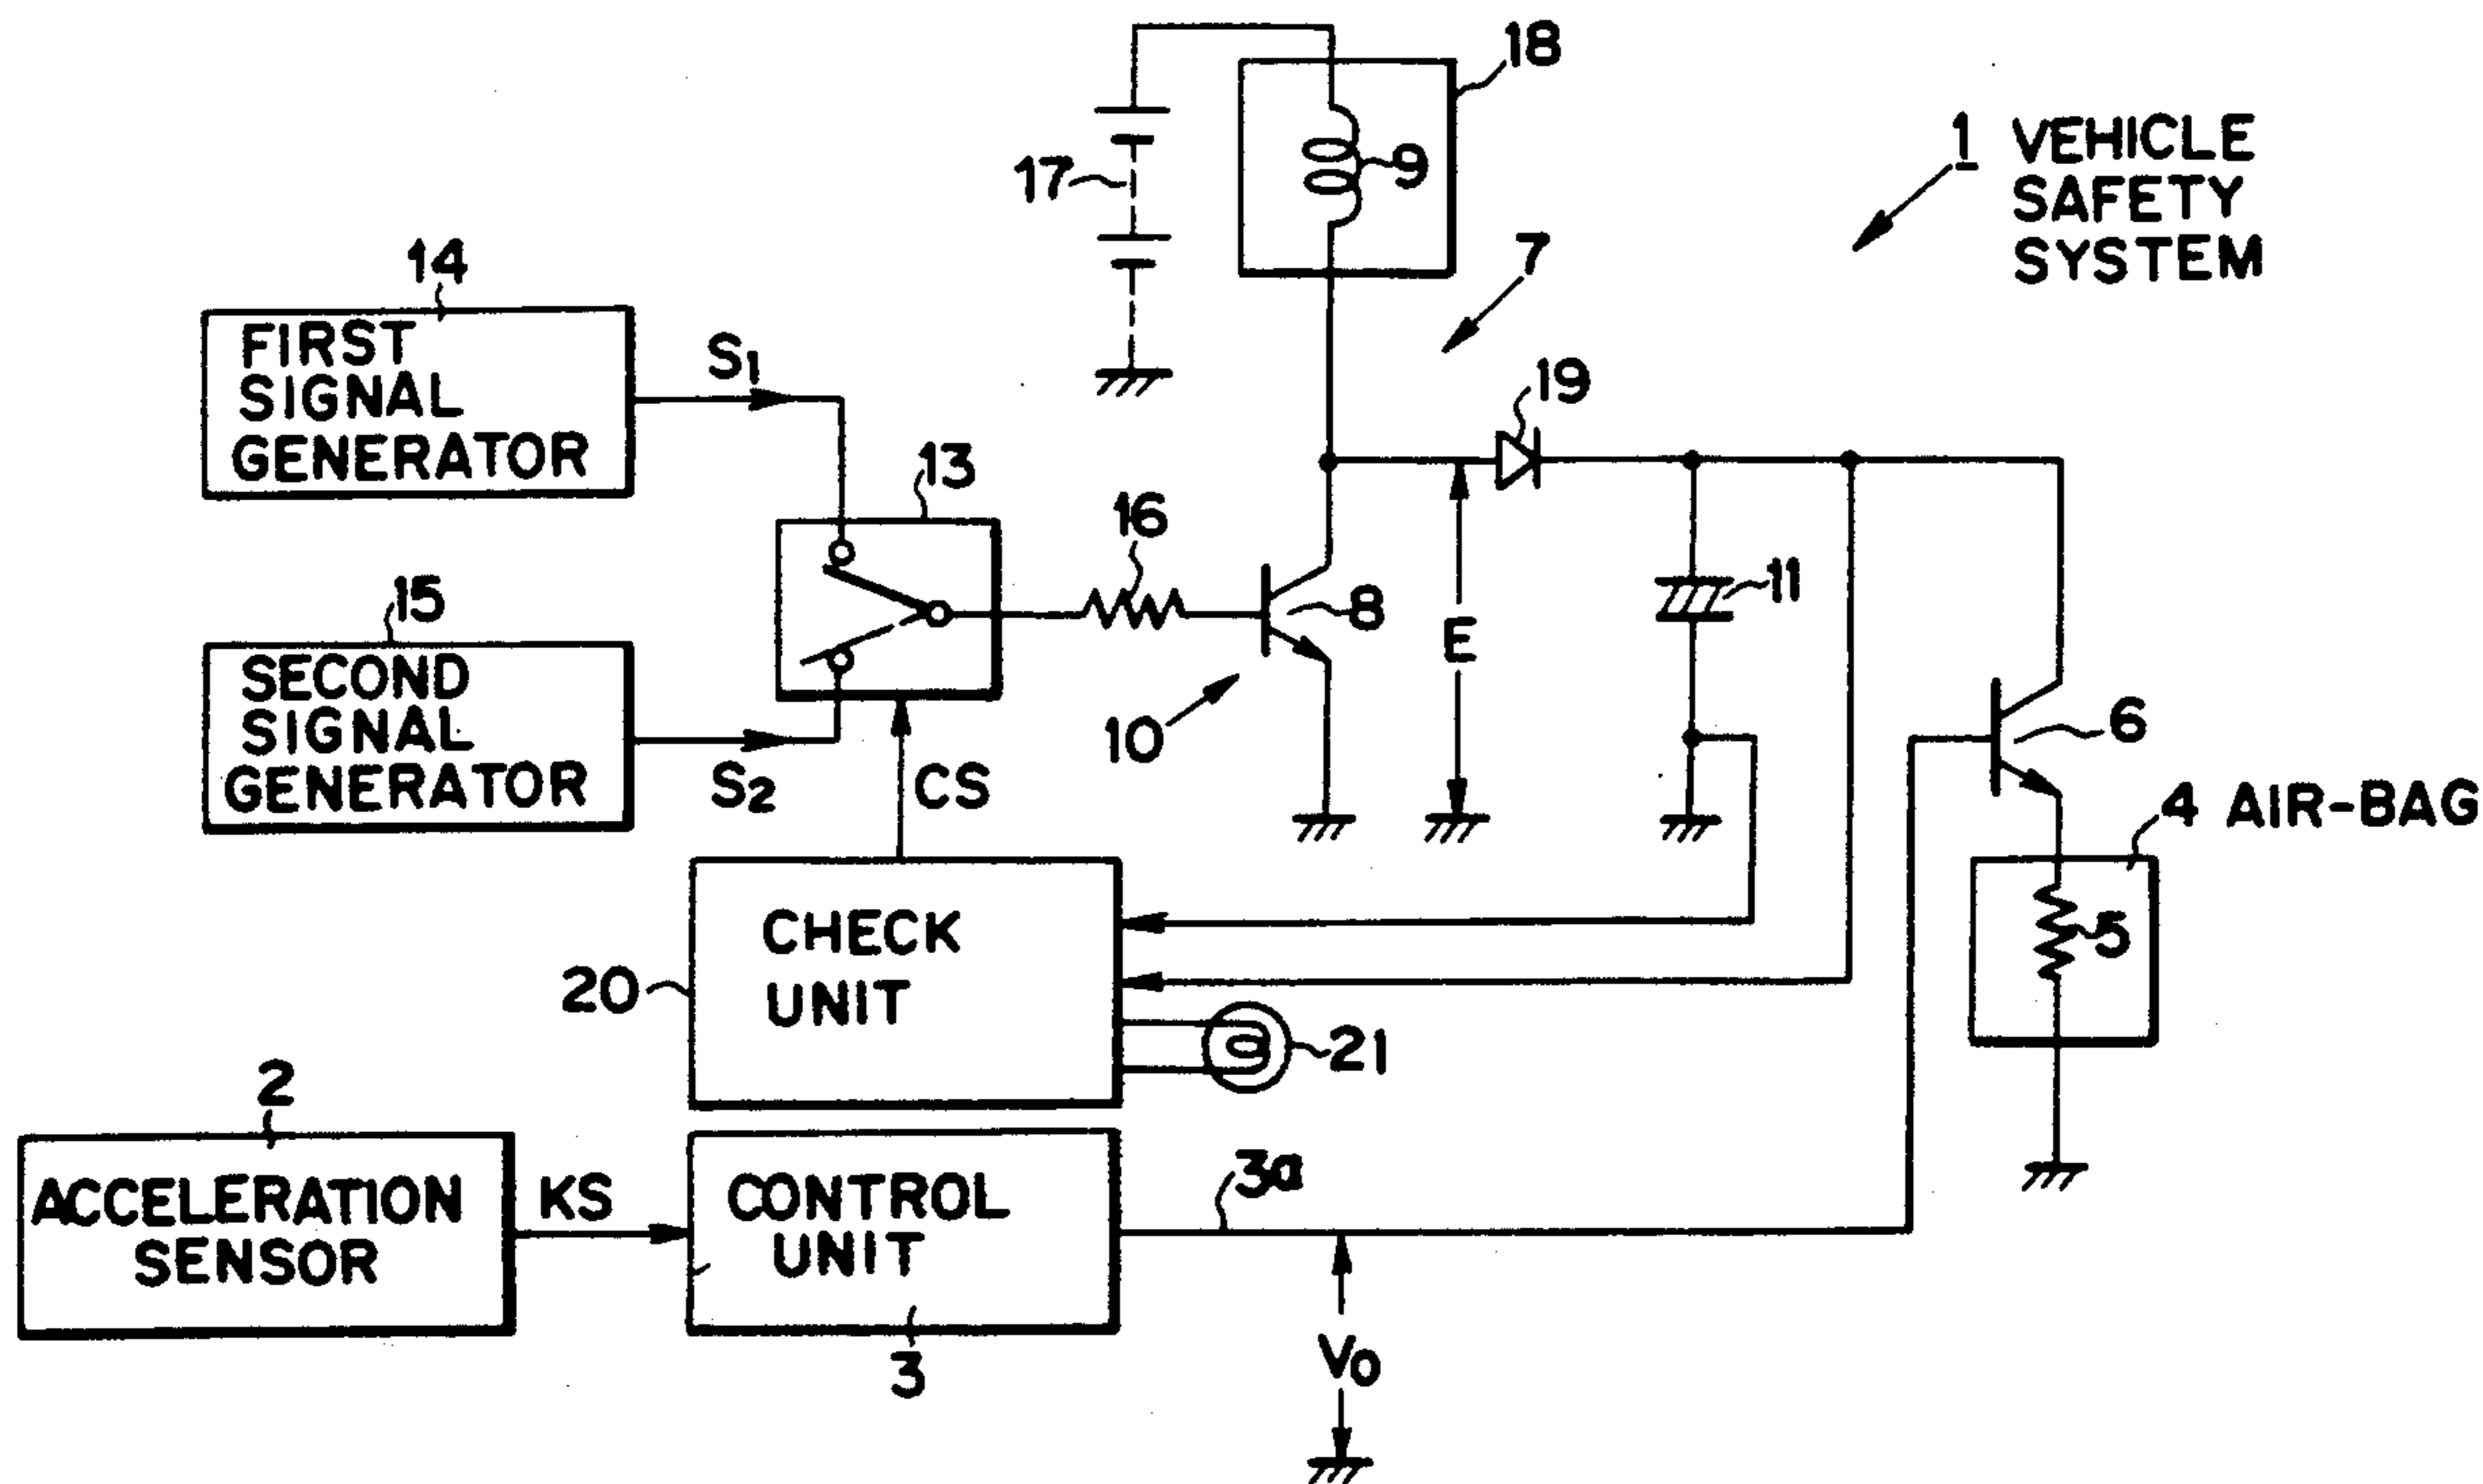 18
1 VEHICLE
SAFETY
SYSTEM
17
9
7
14
FIRST
SIGNAL
GENERATOR
S1
19
13
16
15
SECOND
SIGNAL
GENERATOR
S2
8
E
11
10
CS
6
4 AIR-BAG
5
CHECK
UNIT
20
21
2
ACCELERATION
SENSOR
KS
CONTROL
UNIT
3a
3
Vo